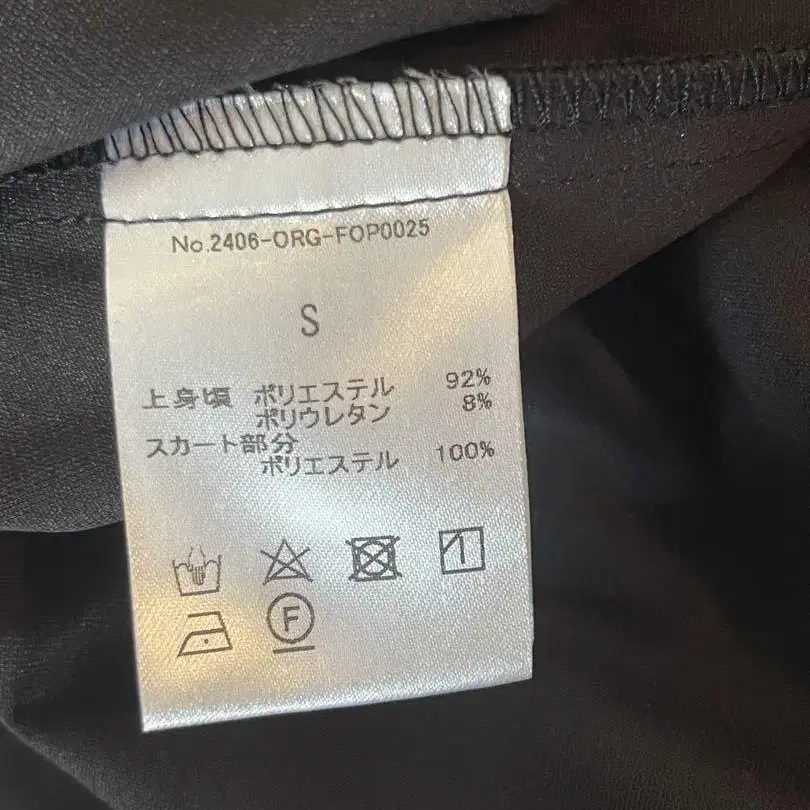 No.2406-ORG-FOP0025
S
上身頃 ポリエステル 92%
ポリウレタン 8%
スカート部分
ポリエステル 100%
F